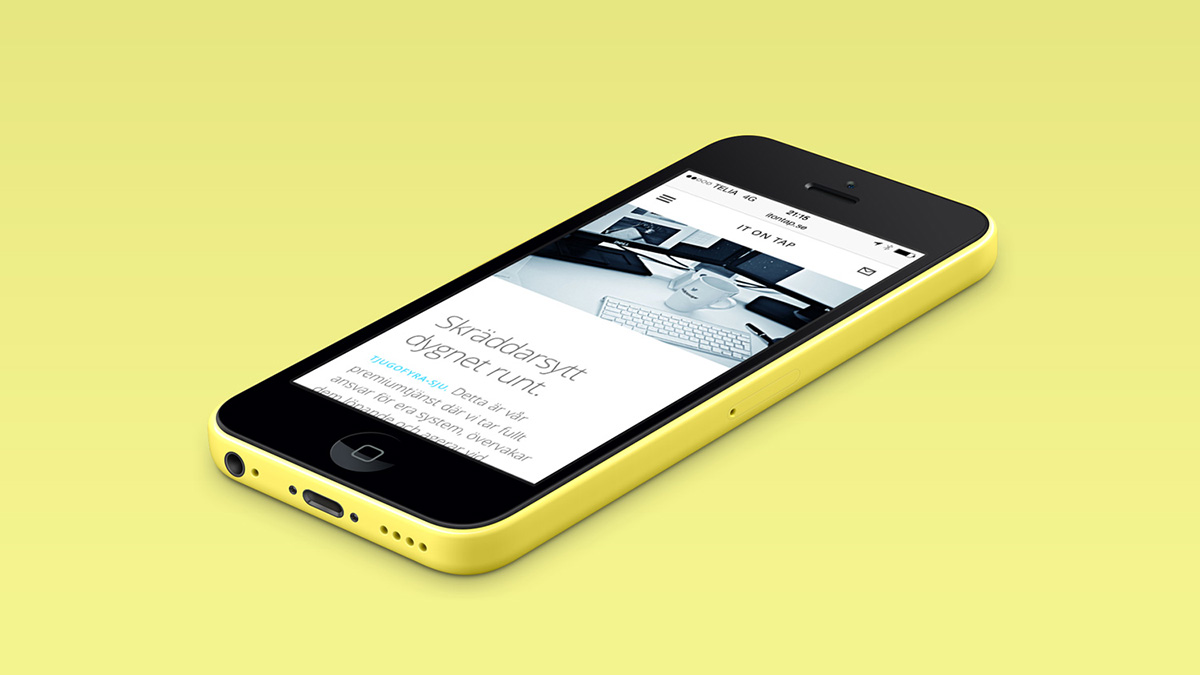 TELIA 4G
21:15
itontap.se
IT ON TAP
Skräddarsytt
dygnet runt.
TJUGOFYRA-SJU. Detta är vår
premiumtjänst där vi tar fullt
ansvar för era system, övervakar
dem löpande och agerar vid